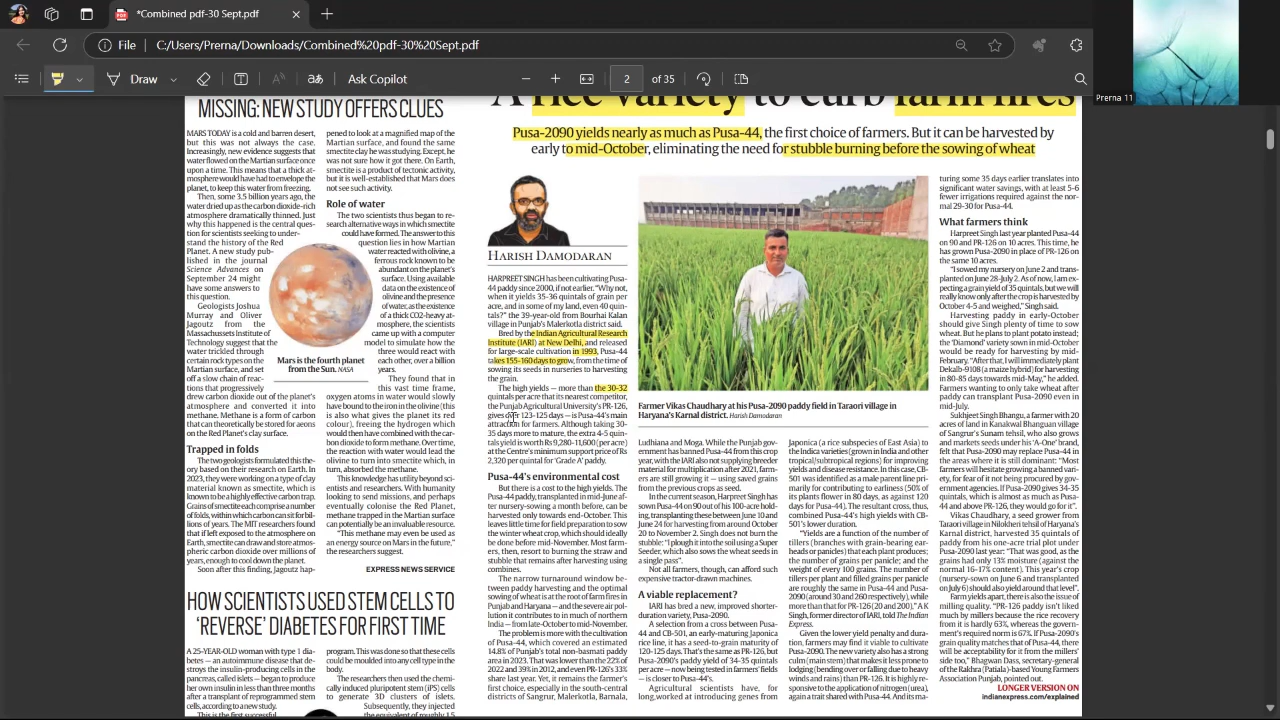 *Combined pdf-30 Sept.pdf
File
C:/Users/Prerna/Downloads/Combined%20pdf-30%20Sept.pdf
Draw
Ask Copilot
2
of 35
Prerna 11
MISSING: NEW STUDY OFFERS CLUES
MARS TODAY is a cold and barren desert,
but this was not always the case.
Increasingly, new evidence suggests that
water flowed on the Martian surface once
upon a time. This means that a thick at-
mosphere would have had to envelope the
planet, to keep this water from freezing.
Then, some 3.5 billion years ago, the
water dried up as the carbon dioxide-rich
atmosphere dramatically thinned. Just
why this happened is the central ques-
tion for scientists seeking to under-
stand the history of the Red
Planet. A new study pub-
lished in the journal
Science Advances on
September 24 might
have some answers to
this question.
Geologists Joshua
Murray and Oliver
Jagoutz from the
Massachussets Institute of
Technology suggest that the
water trickled through
certain rock types on the
Martian surface, and set
off a slow chain of reac-
tions that progressively
drew carbon dioxide out of the planet's
atmosphere and converted it into
methane. Methane is a form of carbon
that can theoretically be stored for aeons
on the Red Planet's clay surface.
Trapped in folds
The two geologists formulated this the-
ory based on their research on Earth. In
2023, they were working on a type of clay
material known as smectite, which is
known to be a highly effective carbon trap.
Grains of smectite each comprise a number
of folds, within which carbon can sit for bil-
lions of years. The MIT researchers found
that if left exposed to the atmosphere on
Earth, smectite can draw and store atmos-
pheric carbon dioxide over millions of
years, enough to cool down the planet.
Soon after this finding, Jagoutz hap-
pened to look at a magnified map of the
Martian surface, and found the same
smectite clay he was studying. Except, he
was not sure how it got there. On Earth,
smectite is a product of tectonic activity,
but it is well-established that Mars does
not see such activity.
Role of water
The two scientists thus began to re-
search alternative ways in which smectite
could have formed. The answer to this
question lies in how Martian
water reacted with olivine, a
ferrous rock known to be
abundant on the planet's
surface. Using available
data on the existence of
olivine and the presence
of water, as the existence
of a thick CO2-heavy at-
mosphere, the scientists
came up with a computer
model to simulate how the
three would react with
each other, over a billion
years.
They found that in
this vast time frame,
oxygen atoms in water would slowly
have bound to the iron in the olivine (this
is also what gives the planet its red
colour), freeing the hydrogen which
would then have combined with the car-
bon dioxide to form methane. Over time,
the reaction with water would lead the
olivine to turn into smectite which, in
turn, absorbed the methane.
This knowledge has utility beyond sci-
entists and researchers. With humanity
looking to send missions, and perhaps
eventually colonise the Red Planet,
methane trapped in the Martian surface
can potentially be an invaluable resource.
"This methane may even be used as
an energy source on Mars in the future,"
the researchers suggest.
EXPRESS NEWS SERVICE
Mars is the fourth planet
from the Sun. NASA
HOW SCIENTISTS USED STEM CELLS TO
'REVERSE' DIABETES FOR FIRST TIME
A 25-YEAR-OLD woman with type 1 dia-
betes — an autoimmune disease that de-
stroys the insulin-producing cells in the
pancreas, called islets — began to produce
her own insulin in less than three months
after a transplant of reprogrammed stem
cells, according to a new study.
This is the first successful
program. This was done so that these cells
could be moulded into any cell type in the
body.
The researchers then used the chemi-
cally induced pluripotent stem (iPS) cells
to generate 3D clusters of islets.
Subsequently, they injected
the equivalent of roughly 1.5
A rice variety to curb farm fires
Pusa-2090 yields nearly as much as Pusa-44, the first choice of farmers. But it can be harvested by
early to mid-October, eliminating the need for stubble burning before the sowing of wheat
HARISH DAMODARAN
HARPREET SINGH has been cultivating Pusa-
44 paddy since 2000, if not earlier. "Why not,
when it yields 35-36 quintals of grain per
acre, and in some of my land, even 40 quin-
tals?" the 39-year-old from Bourhai Kalan
village in Punjab's Malerkotla district said.
Bred by the Indian Agricultural Research
Institute (IARI) at New Delhi, and released
for large-scale cultivation in 1993, Pusa-44
takes 155-160 days to grow, from the time of
sowing its seeds in nurseries to harvesting
the grain.
The high yields — more than the 30-32
quintals per acre that its nearest competitor,
the Punjab Agricultural University's PR-126,
gives over 123-125 days — is Pusa-44's main
attraction for farmers. Although taking 30-
35 days more to mature, the extra 4-5 quin-
tals yield is worth Rs 9,280-11,600 (per acre)
at the Centre's minimum support price of Rs
2,320 per quintal for 'Grade A' paddy.
Pusa-44's environmental cost
But there is a cost to the high yields. The
Pusa-44 paddy, transplanted in mid-June af-
ter nursery-sowing a month before, can be
harvested only towards end-October. This
leaves little time for field preparation to sow
the winter wheat crop, which should ideally
be done before mid-November. Most farm-
ers, then, resort to burning the straw and
stubble that remains after harvesting using
combines.
The narrow turnaround window be-
tween paddy harvesting and the optimal
sowing of wheat is at the root of farm fires in
Punjab and Haryana — and the severe air pol-
lution it contributes to in much of northern
India — from late-October to mid-November.
The problem is more with the cultivation
of Pusa-44, which covered an estimated
14.8% of Punjab's total non-basmati paddy
area in 2023. That was lower than the 22% of
2022 and 39% in 2012, and even PR-126's 33%
share last year. Yet, it remains the farmer's
first choice, especially in the south-central
districts of Sangrur, Malerkotla, Barnala,
Farmer Vikas Chaudhary at his Pusa-2090 paddy field in Taraori village in
Haryana's Karnal district. Harish Damodaran
Ludhiana and Moga. While the Punjab gov-
ernment has banned Pusa-44 from this crop
year, with the IARI also not supplying breeder
material for multiplication after 2021, farm-
ers are still growing it — using saved grains
from the previous crops as seed.
In the current season, Harpreet Singh has
sown Pusa-44 on 90 out of his 100-acre hold-
ing, transplanting these between June 10 and
June 24 for harvesting from around October
20 to November 2. Singh does not burn the
stubble: "I plough it into the soil using a Super
Seeder, which also sows the wheat seeds in
a single pass".
Not all farmers, though, can afford such
expensive tractor-drawn machines.
A viable replacement?
IARI has bred a new, improved shorter-
duration variety, Pusa-2090.
A selection from a cross between Pusa-
44 and CB-501, an early-maturing Japonica
rice line, it has a seed-to-grain maturity of
120-125 days. That's the same as PR-126, but
Pusa-2090's paddy yield of 34-35 quintals
per acre — now being tested in farmers' fields
— is closer to Pusa-44's.
Agricultural scientists have, for
long, worked at introducing genes from
Japonica (a rice subspecies of East Asia) to
the Indica varieties (grown in India and other
tropical/subtropical regions) for improving
yields and disease resistance. In this case, CB-
501 was identified as a male parent line pri-
marily for contributing to earliness (50% of
its plants flower in 80 days, as against 120
days for Pusa-44). The resultant cross, thus,
combined Pusa-44's high yields with CB-
501's lower duration.
"Yields are a function of the number of
tillers (branches with grain-bearing ear-
heads or panicles) that each plant produces;
the number of grains per panicle; and the
weight of every 100 grains. The number of
tillers per plant and filled grains per panicle
are roughly the same in Pusa-44 and Pusa-
2090 (around 30 and 260 respectively), while
more than that for PR-126 (20 and 200)," A K
Singh, former director of IARI, told The Indian
Express.
Given the lower yield penalty and dura-
tion, farmers may find it viable to cultivate
Pusa-2090. The new variety also has a strong
culm (main stem) that makes it less prone to
lodging (bending over or falling due to heavy
winds and rains) than PR-126. It is highly re-
sponsive to the application of nitrogen (urea),
again a trait shared with Pusa-44. And its ma-
turing some 35 days earlier translates into
significant water savings, with at least 5-6
fewer irrigations required against the nor-
mal 29-30 for Pusa-44.
What farmers think
Harpreet Singh last year planted Pusa-44
on 90 and PR-126 on 10 acres. This time, he
has grown Pusa-2090 in place of PR-126 on
the same 10 acres.
"I sowed my nursery on June 2 and trans-
planted on June 28-July 2. As of now, I am ex-
pecting a grain yield of 35 quintals, but we will
really know only after the crop is harvested by
October 4-5 and weighed," Singh said.
Harvesting paddy in early-October
should give Singh plenty of time to sow
wheat. But he plans to plant potato instead;
the 'Diamond' variety sown in mid-October
would be ready for harvesting by mid-
February. "After that, I will immediately plant
Dekalb-9108 (a maize hybrid) for harvesting
in 80-85 days towards mid-May," he added.
Farmers wanting to only take wheat after
paddy can transplant Pusa-2090 even in
mid-July.
Sukhjeet Singh Bhangu, a farmer with 20
acres of land in Kanakwal Bhanguan village
of Sangrur's Sunam tehsil, who also grows
and markets seeds under his 'A-One' brand,
felt that Pusa-2090 may replace Pusa-44 in
the areas where it is still dominant: "Most
farmers will hesitate growing a banned vari-
ety, for fear of it not being procured by gov-
ernment agencies. If Pusa-2090 gives 34-35
quintals, which is almost as much as Pusa-
44 and above PR-126, they would go for it".
Vikas Chaudhary, a seed grower from
Taraori village in Nilokheri tehsil of Haryana's
Karnal district, harvested 35 quintals of
paddy from his one-acre trial plot under
Pusa-2090 last year: "That was good, as the
grains had only 13% moisture (against the
normal 16-17% content). This year's crop
(nursery-sown on June 6 and transplanted
on July 6) should also yield around that level".
Farm yields apart, there is also the issue of
milling quality. "PR-126 paddy isn't liked
much by millers because the rice recovery
from it is hardly 63%, whereas the govern-
ment's required norm is 67%. If Pusa-2090's
grain quality matches that of Pusa-44, there
will be acceptability for it from the millers'
side too," Bhagwan Dass, secretary-general
of the Rakhra (Patiala)-based Young Farmers
Association Punjab, pointed out.
LONGER VERSION ON
indianexpress.com/explained